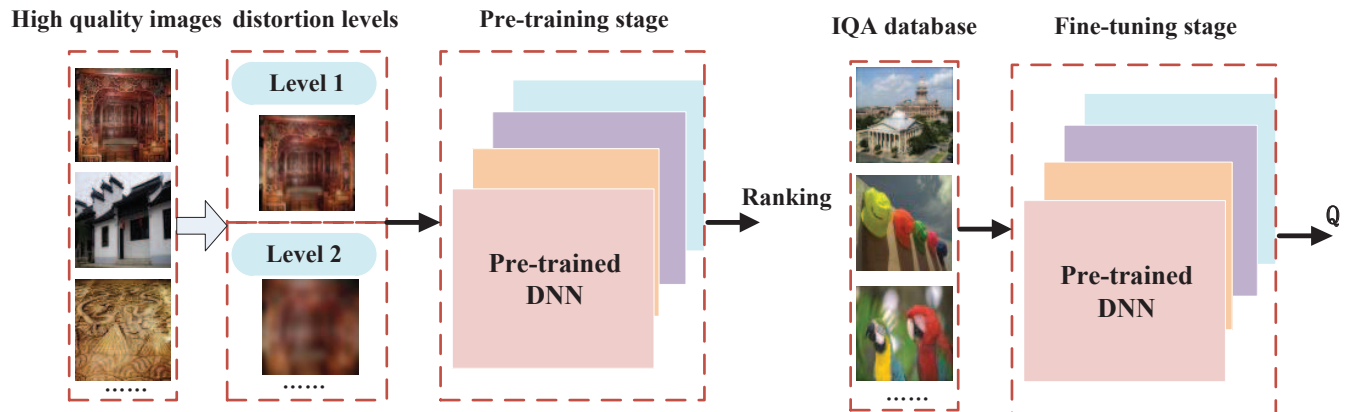 High quality images
distortion levels
Pre-training stage
IQA database
Fine-tuning stage
Level 1
Level 2
Pre-trained
DNN
Ranking
Pre-trained
DNN
Q
......
......
......